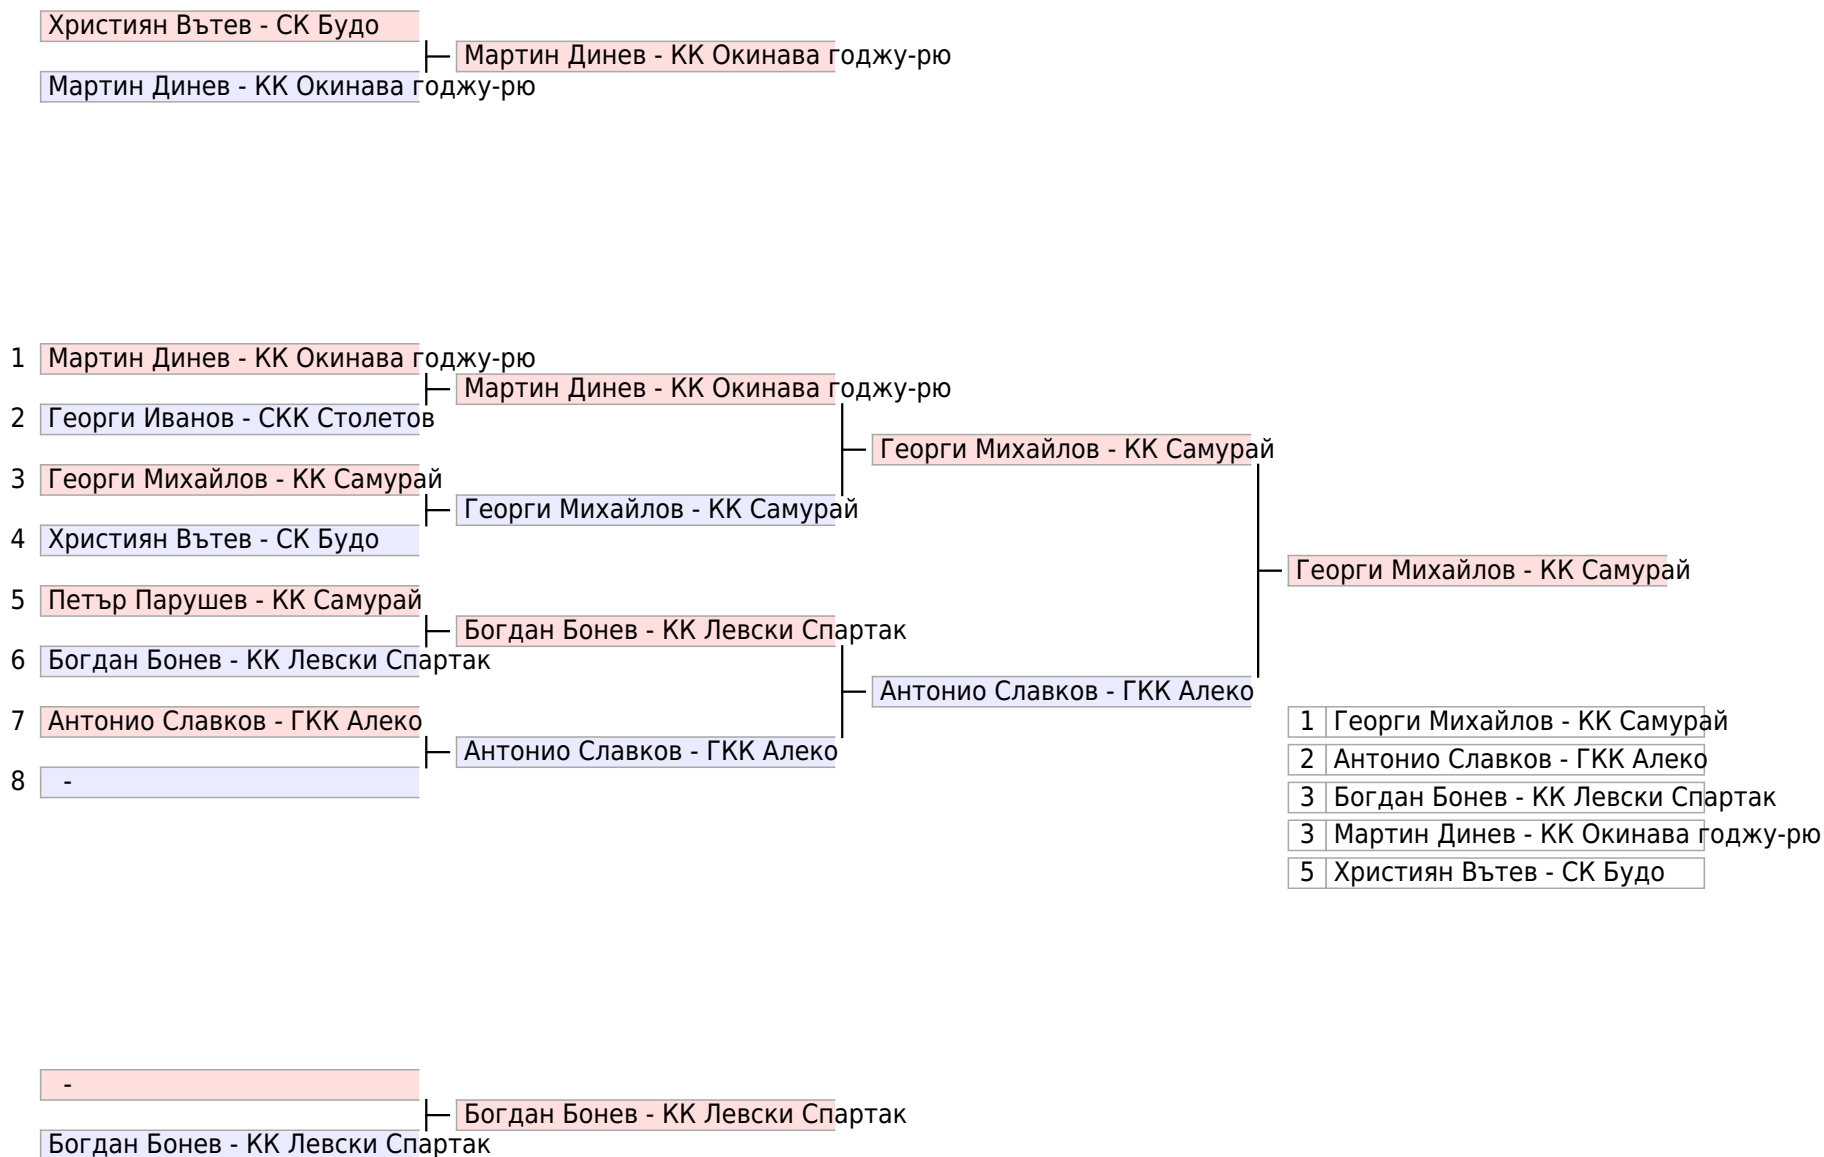 Християн Вътев - СК Будо
Мартин Динев - КК Окинава годжу-рю
Мартин Динев - КК Окинава годжу-рю
1 Мартин Динев - КК Окинава годжу-рю
Мартин Динев - КК Окинава годжу-рю
2 Георги Иванов - СКК Столетов
Георги Михайлов - КК Самурай
3 Георги Михайлов - КК Самурай
Георги Михайлов - КК Самурай
4 Християн Вътев - СК Будо
Георги Михайлов - КК Самурай
5 Петър Парушев - КК Самурай
Богдан Бонев - КК Левски Спартак
6 Богдан Бонев - КК Левски Спартак
Антонио Славков - ГКК Алеко
7 Антонио Славков - ГКК Алеко
1 Георги Михайлов - КК Самурай
Антонио Славков - ГКК Алеко
2 Антонио Славков - ГКК Алеко
8 -
3 Богдан Бонев - КК Левски Спартак
3 Мартин Динев - КК Окинава годжу-рю
5 Християн Вътев - СК Будо
-
Богдан Бонев - КК Левски Спартак
Богдан Бонев - КК Левски Спартак